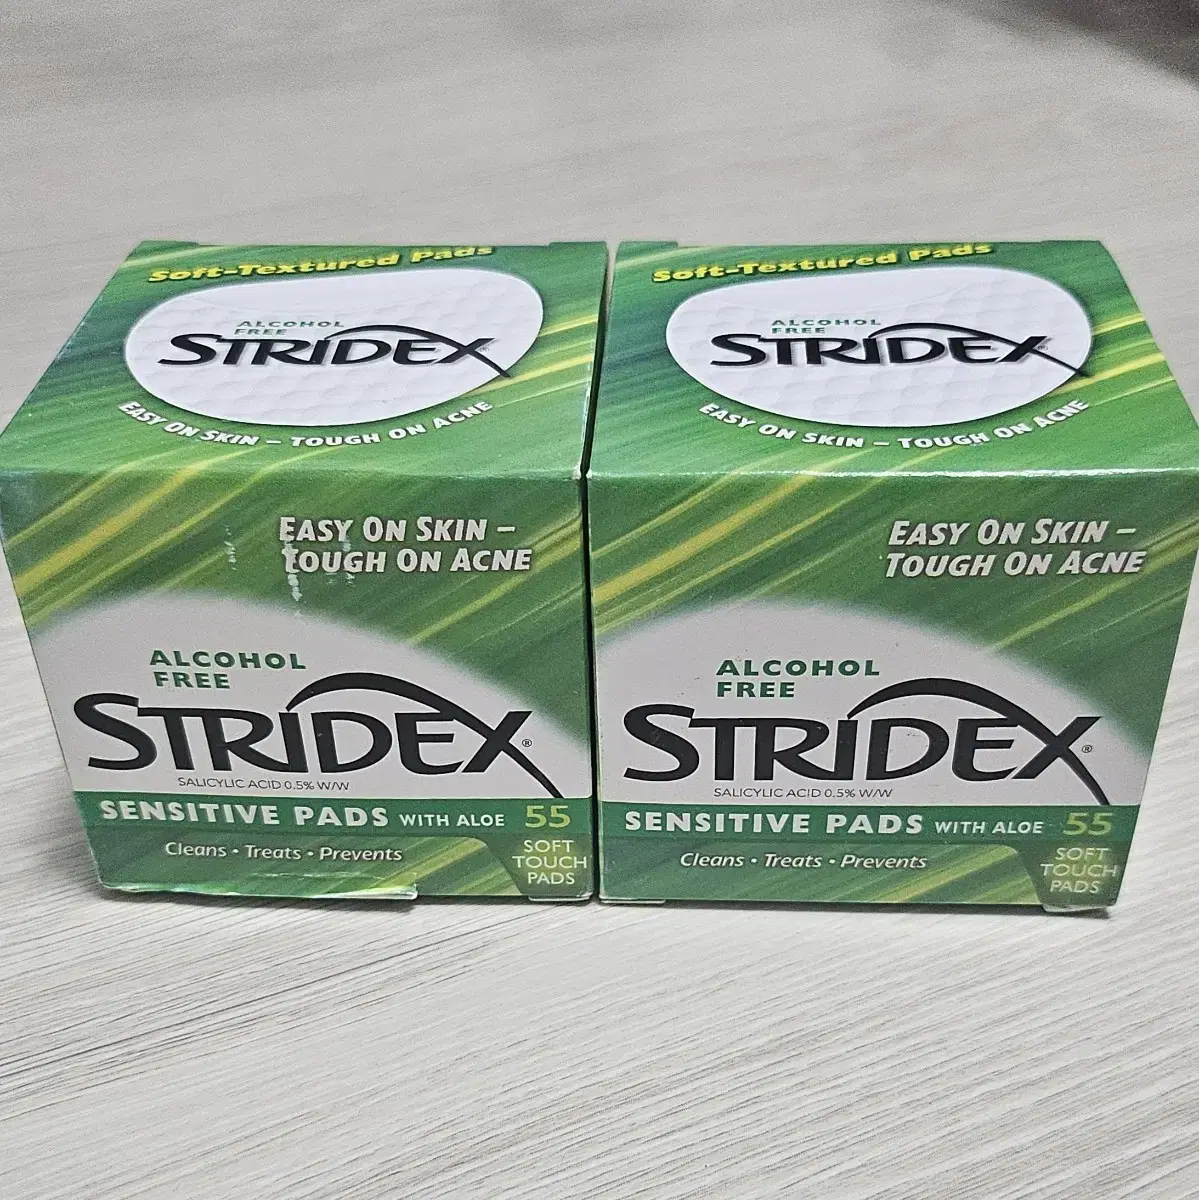 Soft-Textured Pads
ALCOHOL
FREE
STRIDEX
EASY ON SKIN – TOUGH ON ACNE
EASY ON SKIN –
TOUGH ON ACNE
ALCOHOL
FREE
STRIDEX®
SALICYLIC ACID 0.5% W/W
SENSITIVE PADS WITH ALOE 55
SOFT
TOUCH
PADS
Cleans • Treats • Prevents
Soft-Textured Pads
ALCOHOL
FREE
STRIDEX®
EASY ON SKIN – TOUGH ON ACNE
EASY ON SKIN –
TOUGH ON ACNE
ALCOHOL
FREE
STRIDEX®
SALICYLIC ACID 0.5% W/W
SENSITIVE PADS WITH ALOE 55
SOFT
TOUCH
PADS
Cleans • Treats • Prevents